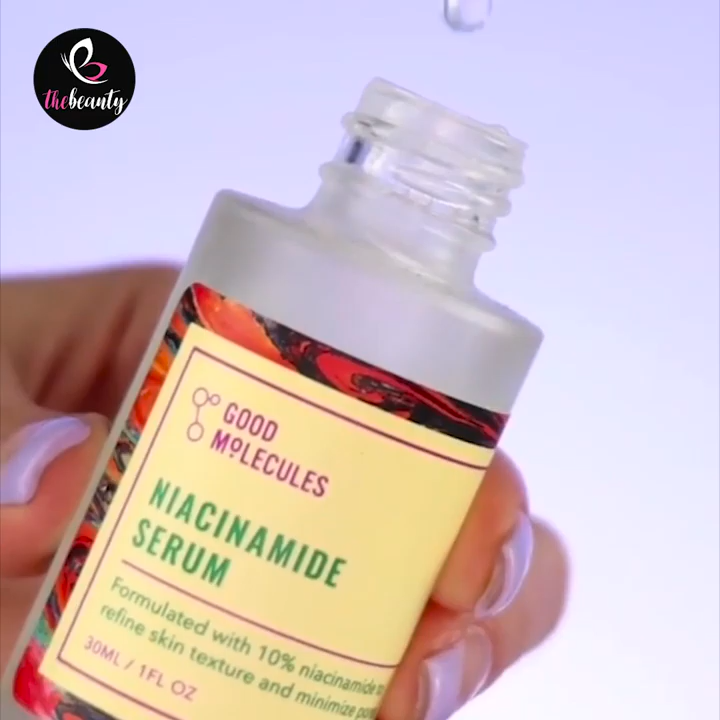 thebeauty
GOOD
MOLECULES
NIACINAMIDE
SERUM
Formulated with 10% niacinamide
refine skin texture and minimize
30ML / 1FL OZ